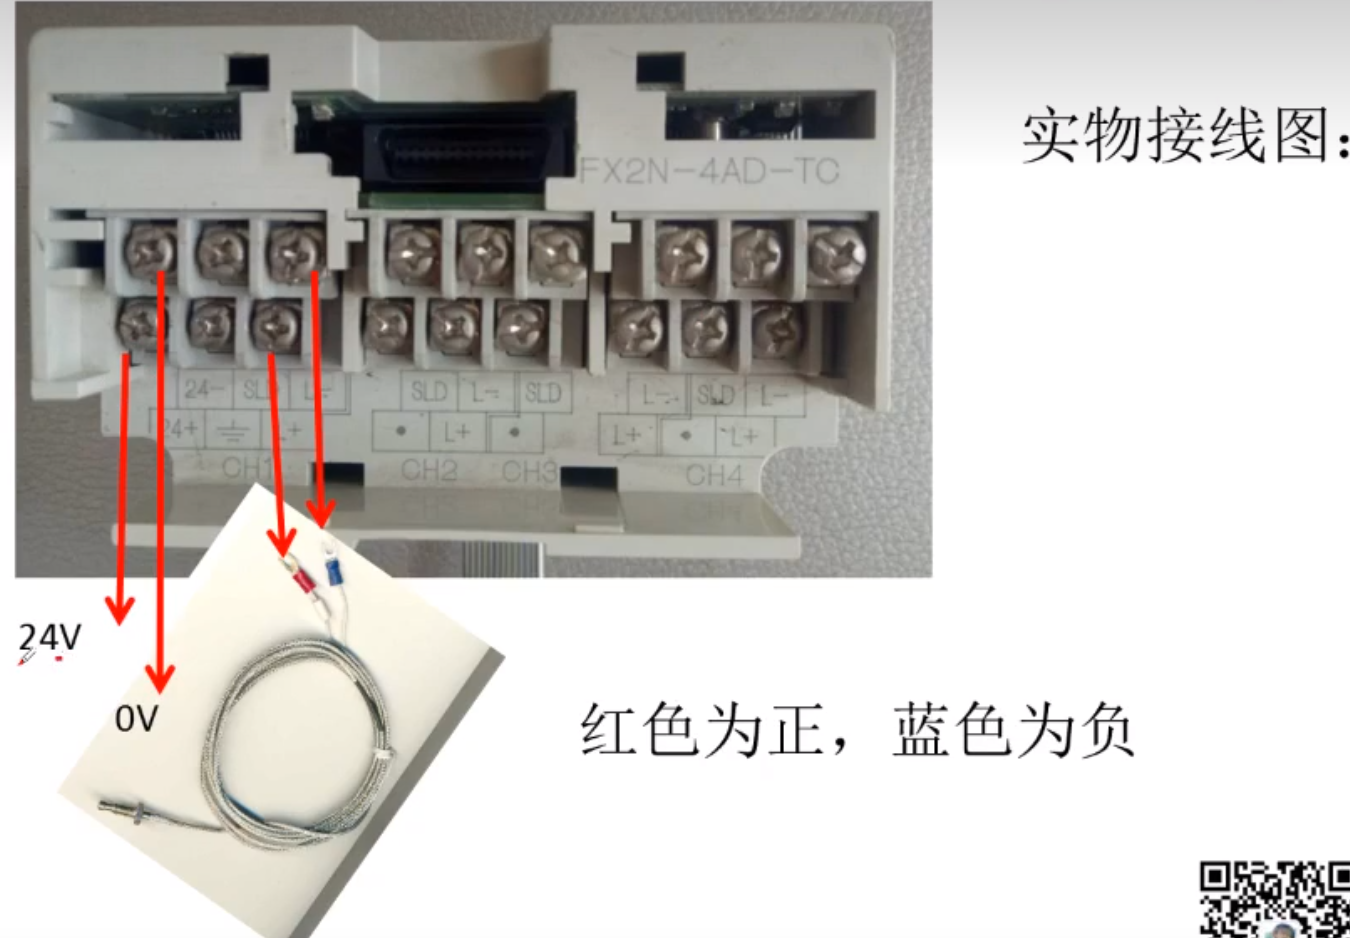 实物接线图：
FX2N-4AD-TC
24- SLD L-
SLD L- SLD
L- SLD L-
24+ L+
• L+ •
L+ • L+
CH1 CH2 CH3 CH4
24V
0V
红色为正，蓝色为负